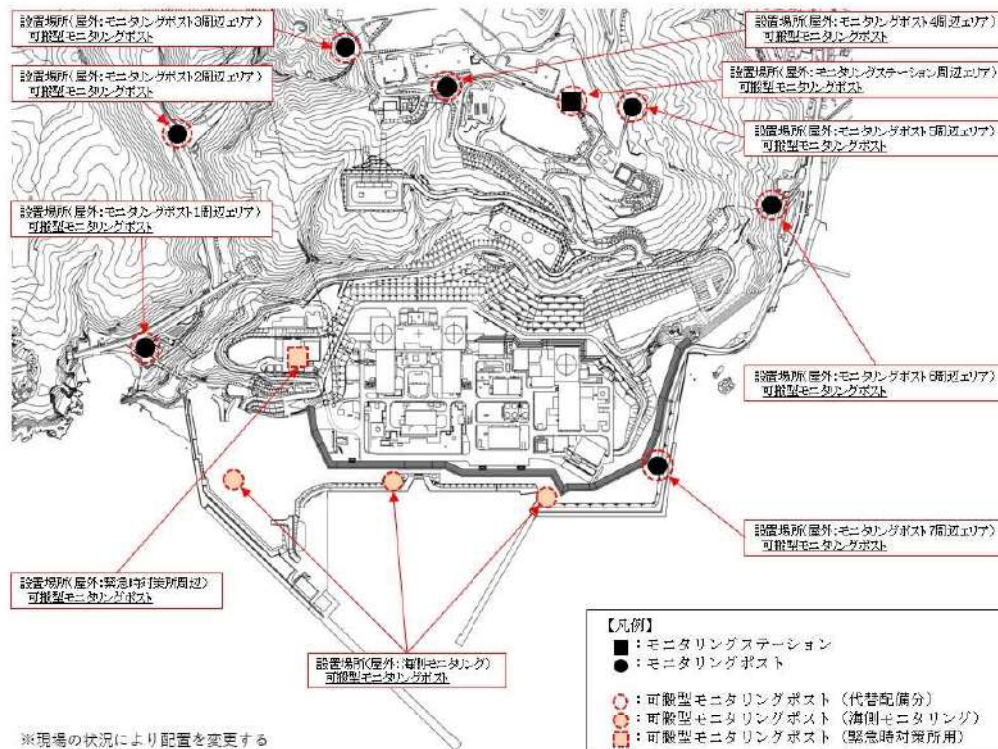 設置場所(屋外:モニタリングポスト3周辺エリア)
可搬型モニタリングポスト
設置場所(屋外:モニタリングポスト4周辺エリア)
可搬型モニタリングポスト
設置場所(屋外:モニタリングポスト2周辺エリア)
可搬型モニタリングポスト
設置場所(屋外:モニタリングステーション周辺エリア)
可搬型モニタリングポスト
設置場所(屋外:モニタリングポスト5周辺エリア)
可搬型モニタリングポスト
設置場所(屋外:モニタリングポスト1周辺エリア)
可搬型モニタリングポスト
設置場所(屋外:モニタリングポスト6周辺エリア)
可搬型モニタリングポスト
設置場所(屋外:モニタリングポスト7周辺エリア)
可搬型モニタリングポスト
設置場所(屋外:緊急時対策所周辺)
可搬型モニタリングポスト
設置場所(屋外:海側モニタリング)
可搬型モニタリングポスト
【凡例】
■:モニタリングステーション
●:モニタリングポスト
:可搬型モニタリングポスト(代替配備分)
:可搬型モニタリングポスト(海側モニタリング)
:可搬型モニタリングポスト(緊急時対策所用)
※現場の状況により配置を変更する